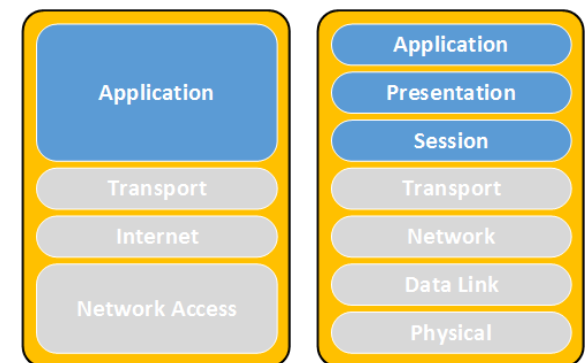 Application
Transport
Internet
Network Access
Application
Presentation
Session
Transport
Network
Data Link
Physical